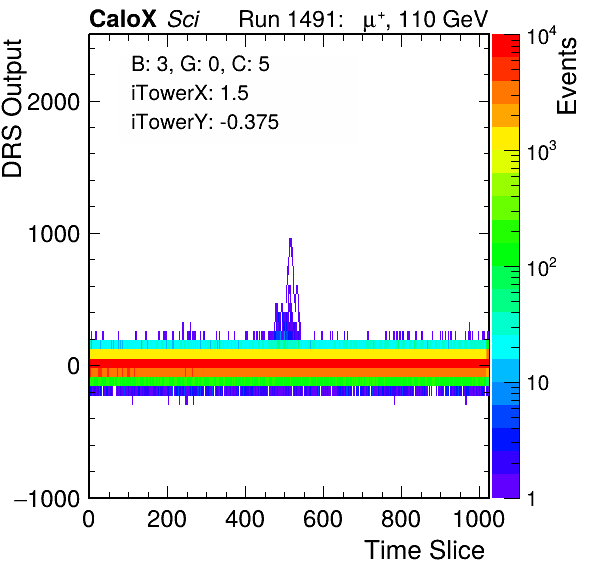 CaloX Sci Run 1491: μ⁺, 110 GeV
B: 3, G: 0, C: 5
iTowerX: 1.5
iTowerY: -0.375
DRS Output
2000
1000
0
−1000
0 200 400 600 800 1000
Time Slice
Events
10⁴
10³
10²
10
1